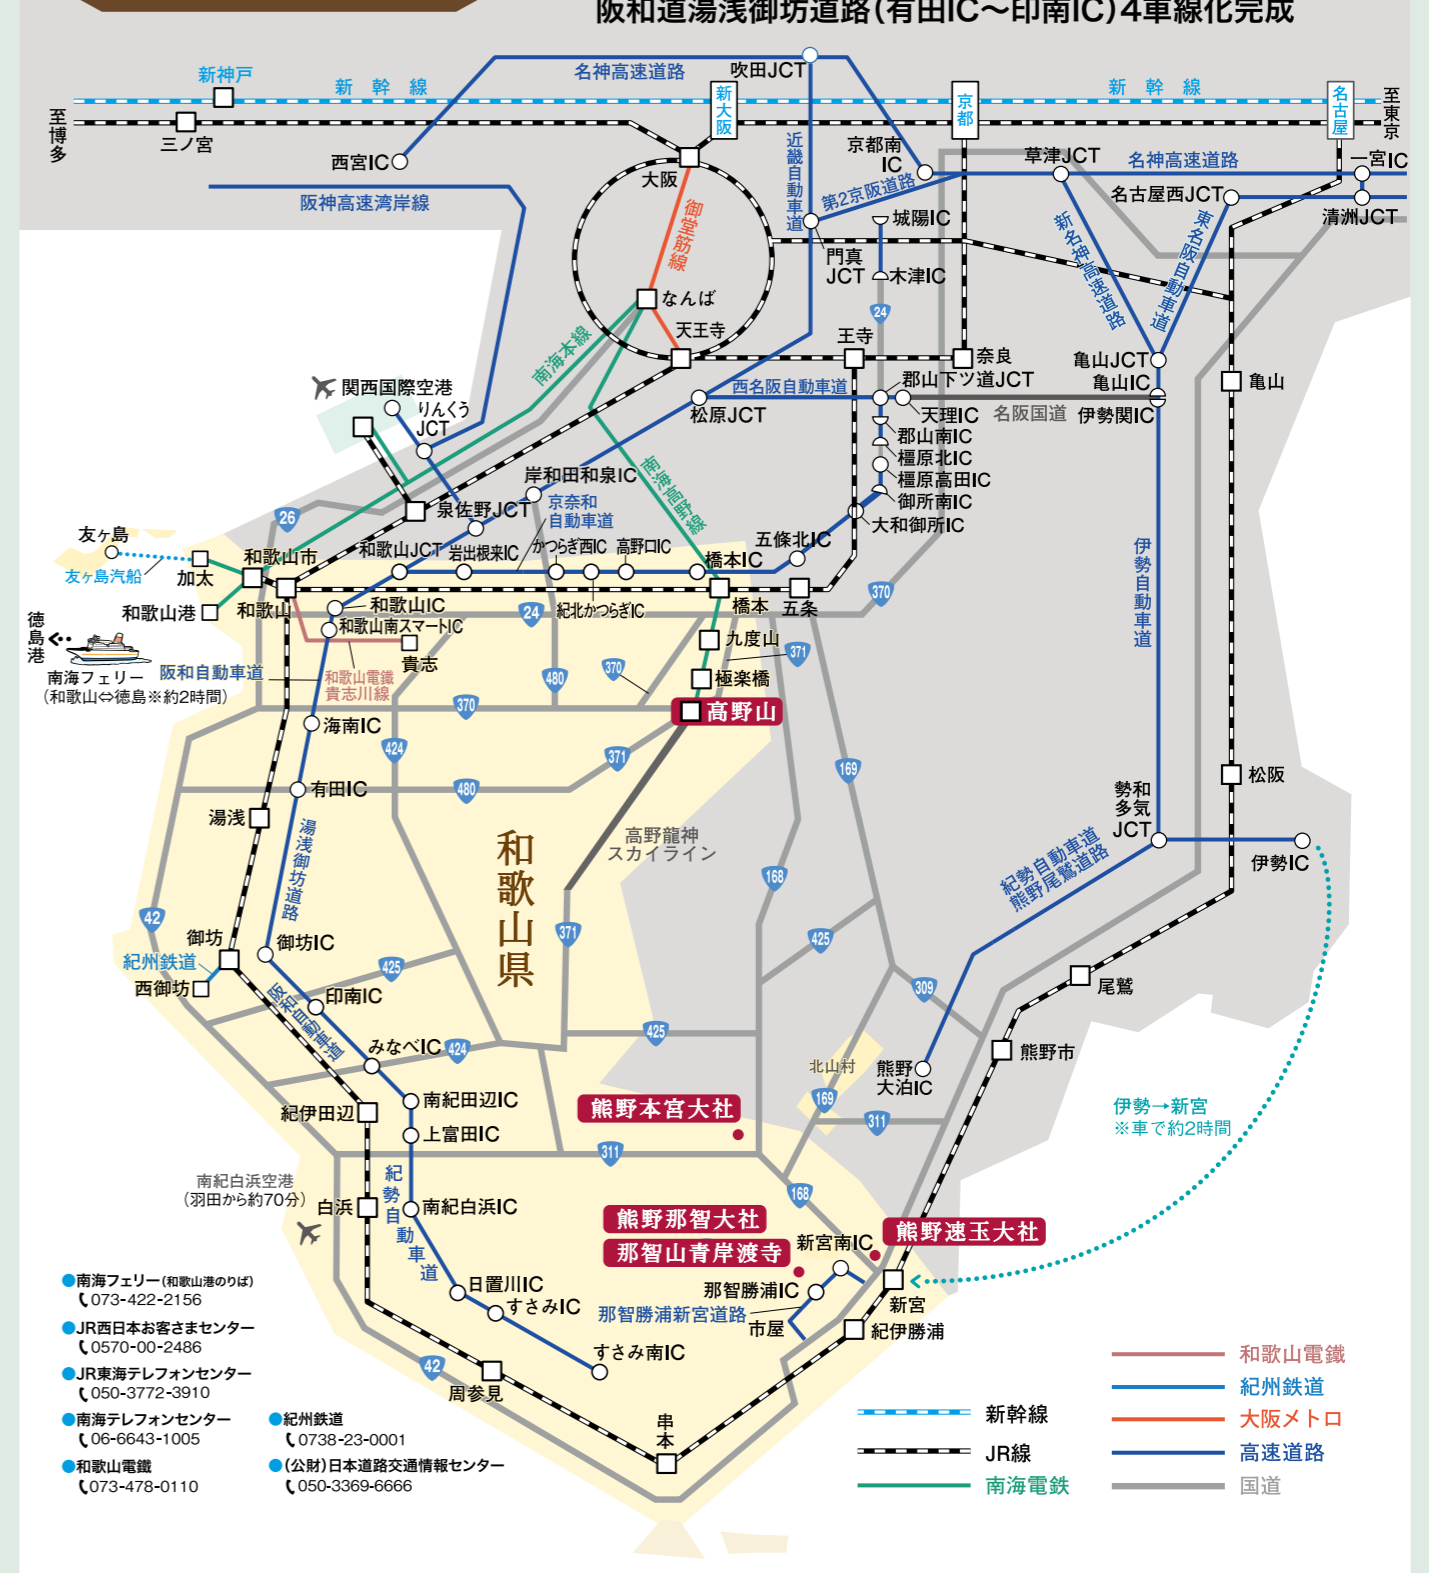 阪和道湯浅御坊道路(有田IC〜印南IC)4車線化完成
新神戸
新幹線
名神高速道路
吹田JCT
新大阪
京都
新幹線
名古屋
至東京
至博多
三ノ宮
西宮IC
大阪
近畿自動車道
京都南IC
草津JCT
名神高速道路
一宮IC
阪神高速湾岸線
御堂筋線
第2京阪道路
城陽IC
名古屋西JCT
清洲JCT
門真JCT
木津IC
新名神高速道路
東名阪自動車道
なんば
24
天王寺
王寺
奈良
南海本線
亀山JCT
亀山IC
亀山
関西国際空港
りんくうJCT
西名阪自動車道
郡山下ツ道JCT
松原JCT
天理IC
名阪国道
伊勢関IC
郡山南IC
橿原北IC
橿原高田IC
御所南IC
大和御所IC
南海高野線
岸和田和泉IC
泉佐野JCT
京奈和自動車道
26
友ヶ島
友ヶ島汽船
加太
和歌山市
和歌山JCT
岩出根来IC
かつらぎ西IC
高野口IC
橋本IC
五條北IC
伊勢自動車道
和歌山港
和歌山
和歌山IC
24
紀北かつらぎIC
橋本
五条
370
徳島港
和歌山南スマートIC
九度山
371
南海フェリー
(和歌山⇔徳島※約2時間)
阪和自動車道
和歌山電鐵
貴志川線
貴志
480
370
極楽橋
370
高野山
海南IC
424
371
169
有田IC
480
松阪
湯浅
湯浅御坊道路
和歌山県
高野龍神
スカイライン
勢和多気JCT
伊勢IC
紀勢自動車道
熊野尾鷲道路
168
42
371
425
御坊
御坊IC
紀州鉄道
425
西御坊
阪和自動車道
印南IC
309
尾鷲
みなべIC
424
425
熊野市
北山村
熊野大泊IC
南紀田辺IC
熊野本宮大社
169
311
伊勢→新宮
※車で約2時間
紀伊田辺
上富田IC
311
南紀白浜空港
(羽田から約70分)
紀勢自動車道
白浜
南紀白浜IC
168
熊野那智大社
熊野速玉大社
那智山青岸渡寺
新宮南IC
日置川IC
那智勝浦IC
すさみIC
那智勝浦新宮道路
市屋
新宮
紀伊勝浦
すさみ南IC
42
周参見
串本
●南海フェリー(和歌山港のりば)
073-422-2156
●JR西日本お客さまセンター
0570-00-2486
●JR東海テレフォンセンター
050-3772-3910
●南海テレフォンセンター
06-6643-1005
●和歌山電鐵
073-478-0110
●紀州鉄道
0738-23-0001
●(公財)日本道路交通情報センター
050-3369-6666
新幹線
JR線
南海電鉄
和歌山電鐵
紀州鉄道
大阪メトロ
高速道路
国道